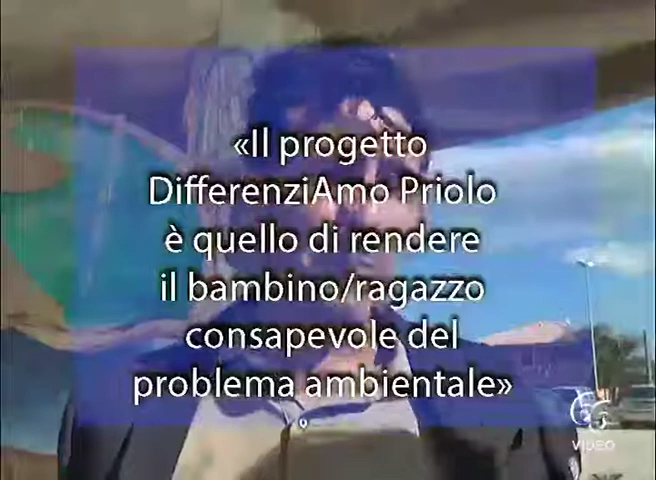 «Il progetto
DifferenziAmo Priolo
è quello di rendere
il bambino/ragazzo
consapevole del
problema ambientale»
VIDEO